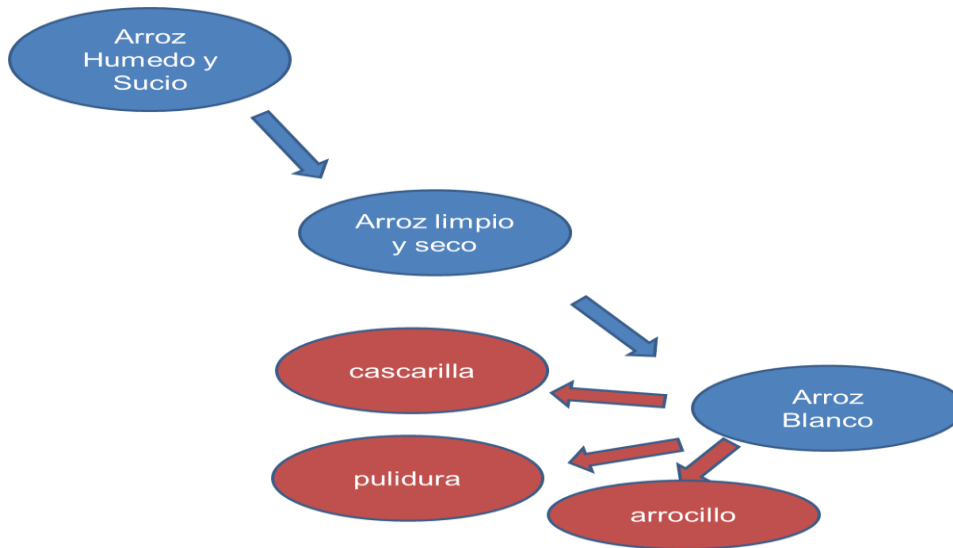 Arroz
Humedo y
Sucio
Arroz limpio
y seco
cascarilla
Arroz
Blanco
pulidura
arrocillo